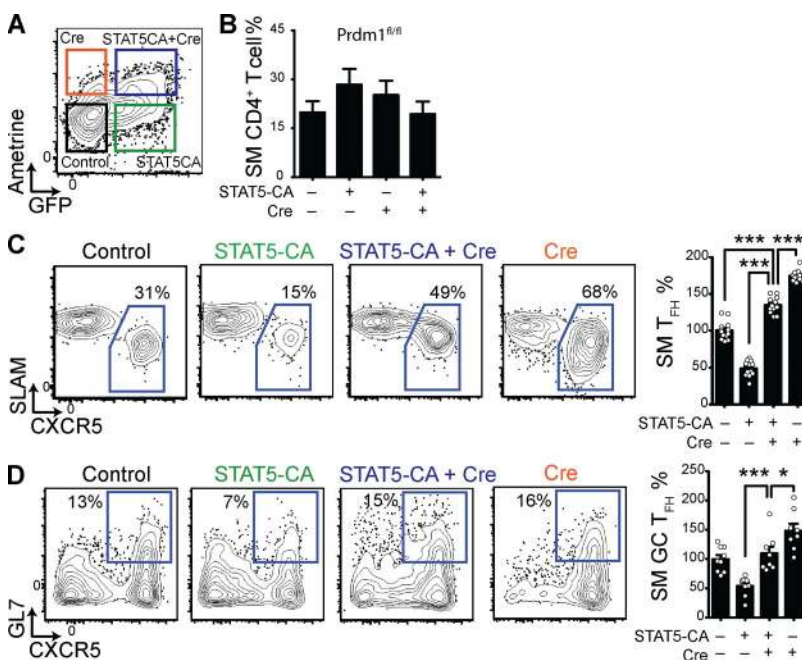 A
Cre STAT5CA+Cre
Control STAT5CA
0
0
Ametrine
GFP
B
Prdm1fl/fl
SM CD4+ T cell %
45
30
15
0
STAT5-CA – + – +
Cre – – + +
C
Control STAT5-CA STAT5-CA + Cre Cre
31% 15% 49% 68%
SLAM
0
CXCR5
*** ***
***
SM TFH %
200
150
100
50
0
STAT5-CA – + + –
Cre – – + +
D
Control STAT5-CA STAT5-CA + Cre Cre
13% 7% 15% 16%
0
0
GL7
CXCR5
*** *
SM GC TFH %
250
200
150
100
50
0
STAT5-CA – + + –
Cre – – + +